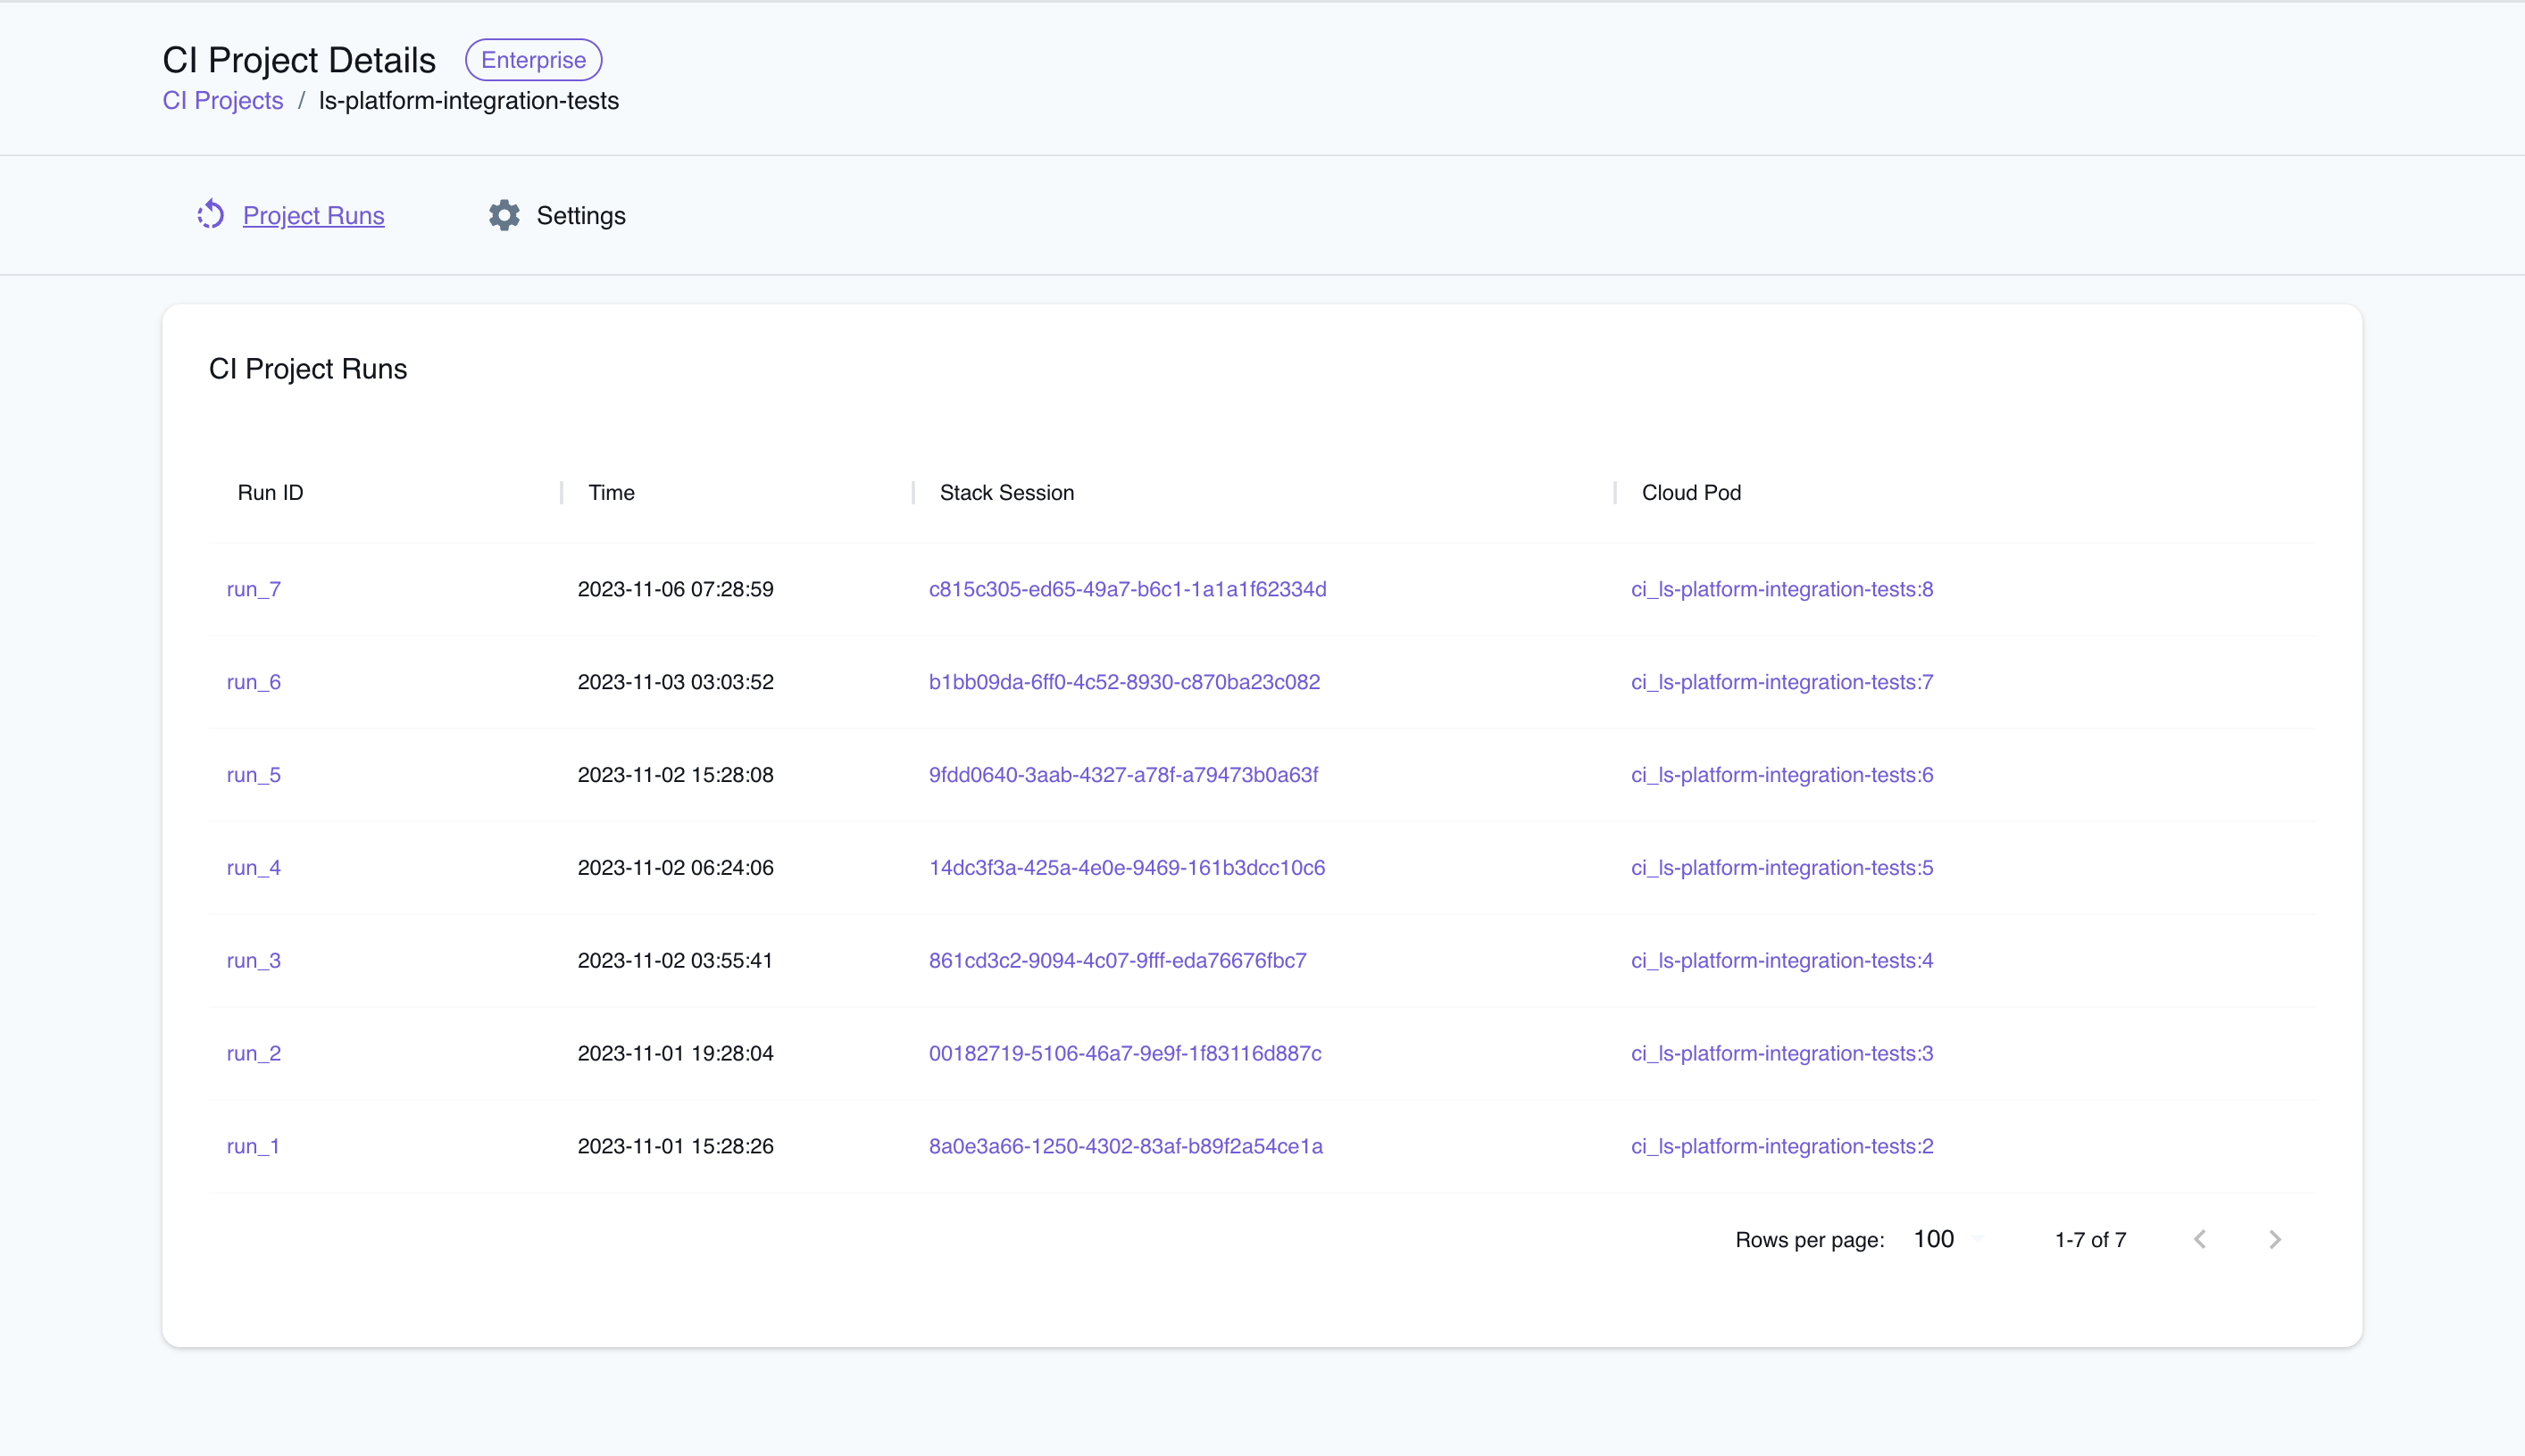 CI Project Details Enterprise
CI Projects / ls-platform-integration-tests
Project Runs Settings
CI Project Runs
Run ID Time Stack Session Cloud Pod
run_7 2023-11-06 07:28:59 c815c305-ed65-49a7-b6c1-1a1a1f62334d ci_ls-platform-integration-tests:8
run_6 2023-11-03 03:03:52 b1bb09da-6ff0-4c52-8930-c870ba23c082 ci_ls-platform-integration-tests:7
run_5 2023-11-02 15:28:08 9fdd0640-3aab-4327-a78f-a79473b0a63f ci_ls-platform-integration-tests:6
run_4 2023-11-02 06:24:06 14dc3f3a-425a-4e0e-9469-161b3dcc10c6 ci_ls-platform-integration-tests:5
run_3 2023-11-02 03:55:41 861cd3c2-9094-4c07-9fff-eda76676fbc7 ci_ls-platform-integration-tests:4
run_2 2023-11-01 19:28:04 00182719-5106-46a7-9e9f-1f83116d887c ci_ls-platform-integration-tests:3
run_1 2023-11-01 15:28:26 8a0e3a66-1250-4302-83af-b89f2a54ce1a ci_ls-platform-integration-tests:2
Rows per page: 100 1-7 of 7